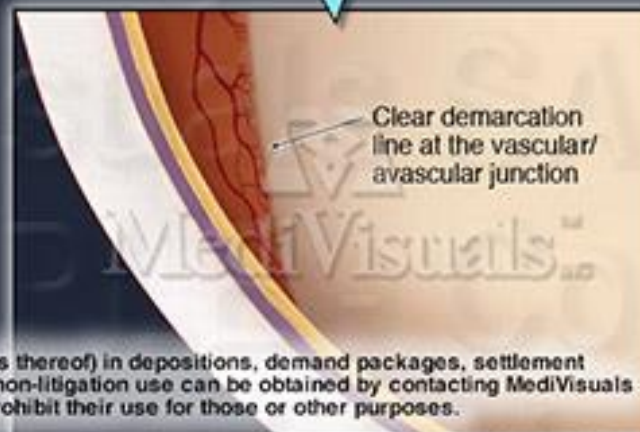 Clear demarcation
line at the vascular/
avascular junction
MediVisuals
s thereof) in depositions, demand packages, settlement
non-litigation use can be obtained by contacting MediVisuals
rohibit their use for those or other purposes.